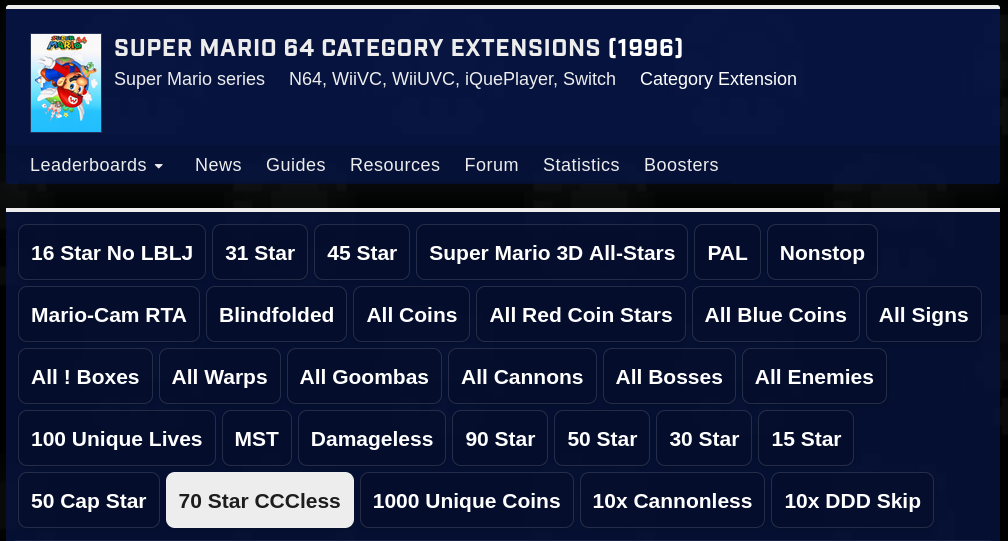 SUPER MARIO 64 CATEGORY EXTENSIONS (1996)
Super Mario series N64, WiiVC, WiiUVC, iQuePlayer, Switch Category Extension
Leaderboards News Guides Resources Forum Statistics Boosters
16 Star No LBLJ 31 Star 45 Star Super Mario 3D All-Stars PAL Nonstop
Mario-Cam RTA Blindfolded All Coins All Red Coin Stars All Blue Coins All Signs
All ! Boxes All Warps All Goombas All Cannons All Bosses All Enemies
100 Unique Lives MST Damageless 90 Star 50 Star 30 Star 15 Star
50 Cap Star 70 Star CCCless 1000 Unique Coins 10x Cannonless 10x DDD Skip